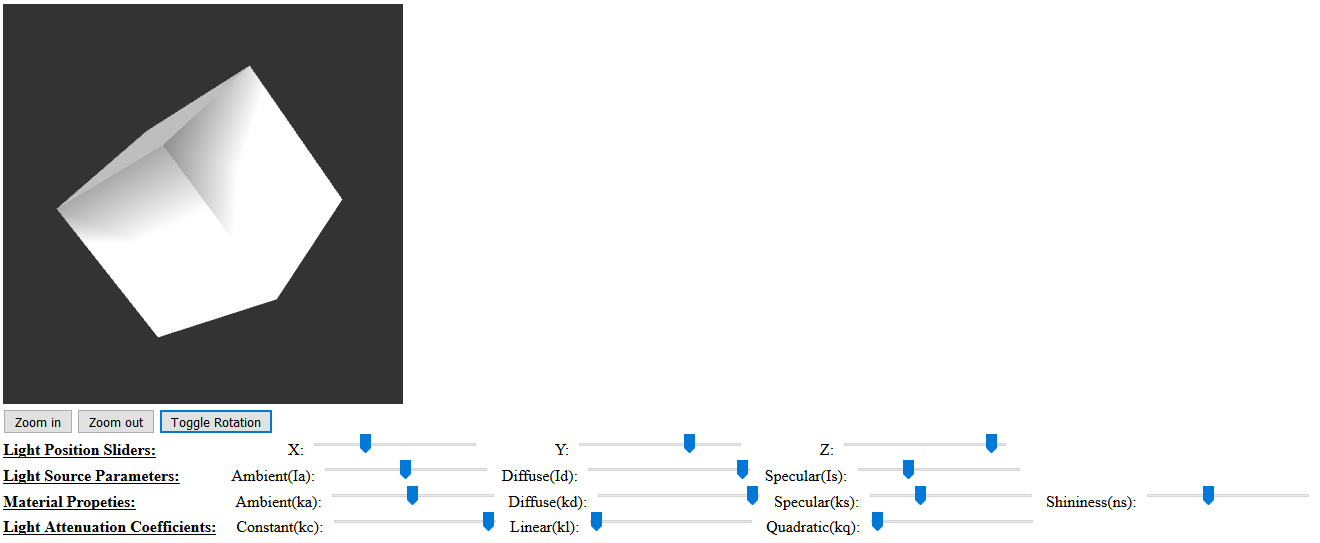 Zoom in Zoom out Toggle Rotation
Light Position Sliders: X: Y: Z:
Light Source Parameters: Ambient(Ia): Diffuse(Id): Specular(Is):
Material Propeties: Ambient(ka): Diffuse(kd): Specular(ks): Shininess(ns):
Light Attenuation Coefficients: Constant(kc): Linear(kl): Quadratic(kq):